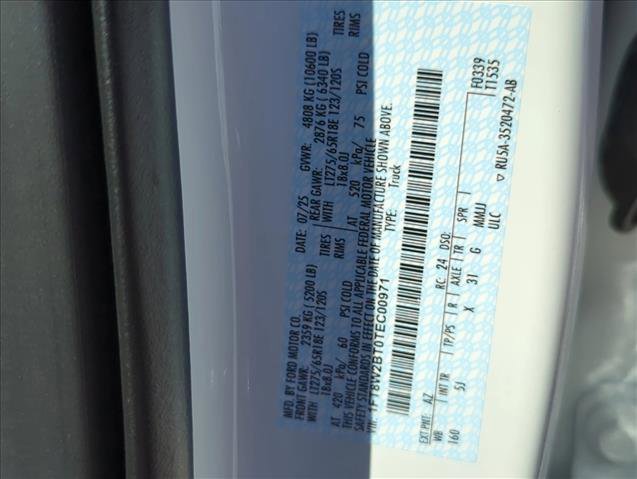 MFD. BY FORD MOTOR CO.
DATE: 07/25 GVWR: 4808 KG (10600 LB)
FRONT GAWR: 2359 KG (5200 LB) REAR GAWR: 2876 KG (6340 LB)
LT275/65R18E 123/120S TIRES WITH LT275/65R18E 123/120S TIRES
18x8.0J RIMS 18x8.0J RIMS
AT 420 kPa/ 60 PSI COLD AT 520 kPa/ 75 PSI COLD
THIS VEHICLE CONFORMS TO ALL APPLICABLE FEDERAL MOTOR VEHICLE
SAFETY STANDARDS IN EFFECT ON THE DATE OF MANUFACTURE SHOWN ABOVE.
VIN: 1FT8W2BT0TEC00971 TYPE: Truck
F0339
TT535
EXT PNT: AZ RC: 24 DSO:
WB INT TR TP/PS R AXLE TR SPR
160 5J X 31 G MMJJ
ULC
RU5A-3520472-AB